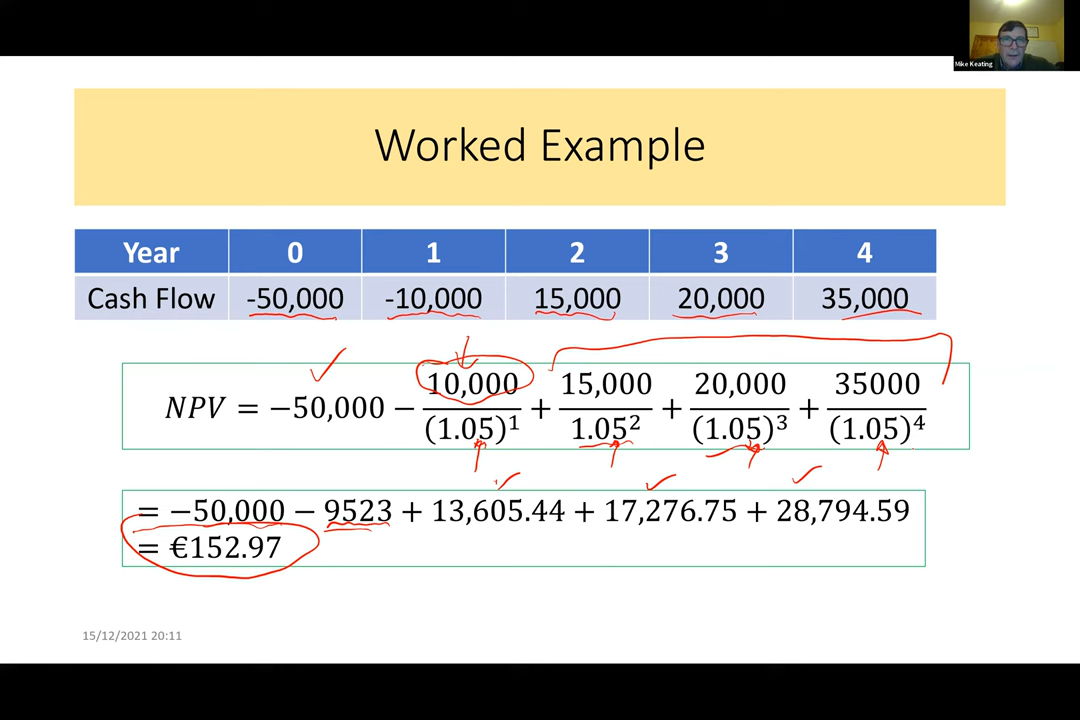 Mike Keating
Worked Example
Year 0 1 2 3 4
Cash Flow -50,000 -10,000 15,000 20,000 35,000
NPV = −50,000 − 10,000/(1.05)¹ + 15,000/1.05² + 20,000/(1.05)³ + 35000/(1.05)⁴
= −50,000 − 9523 + 13,605.44 + 17,276.75 + 28,794.59
= €152.97
15/12/2021 20:11